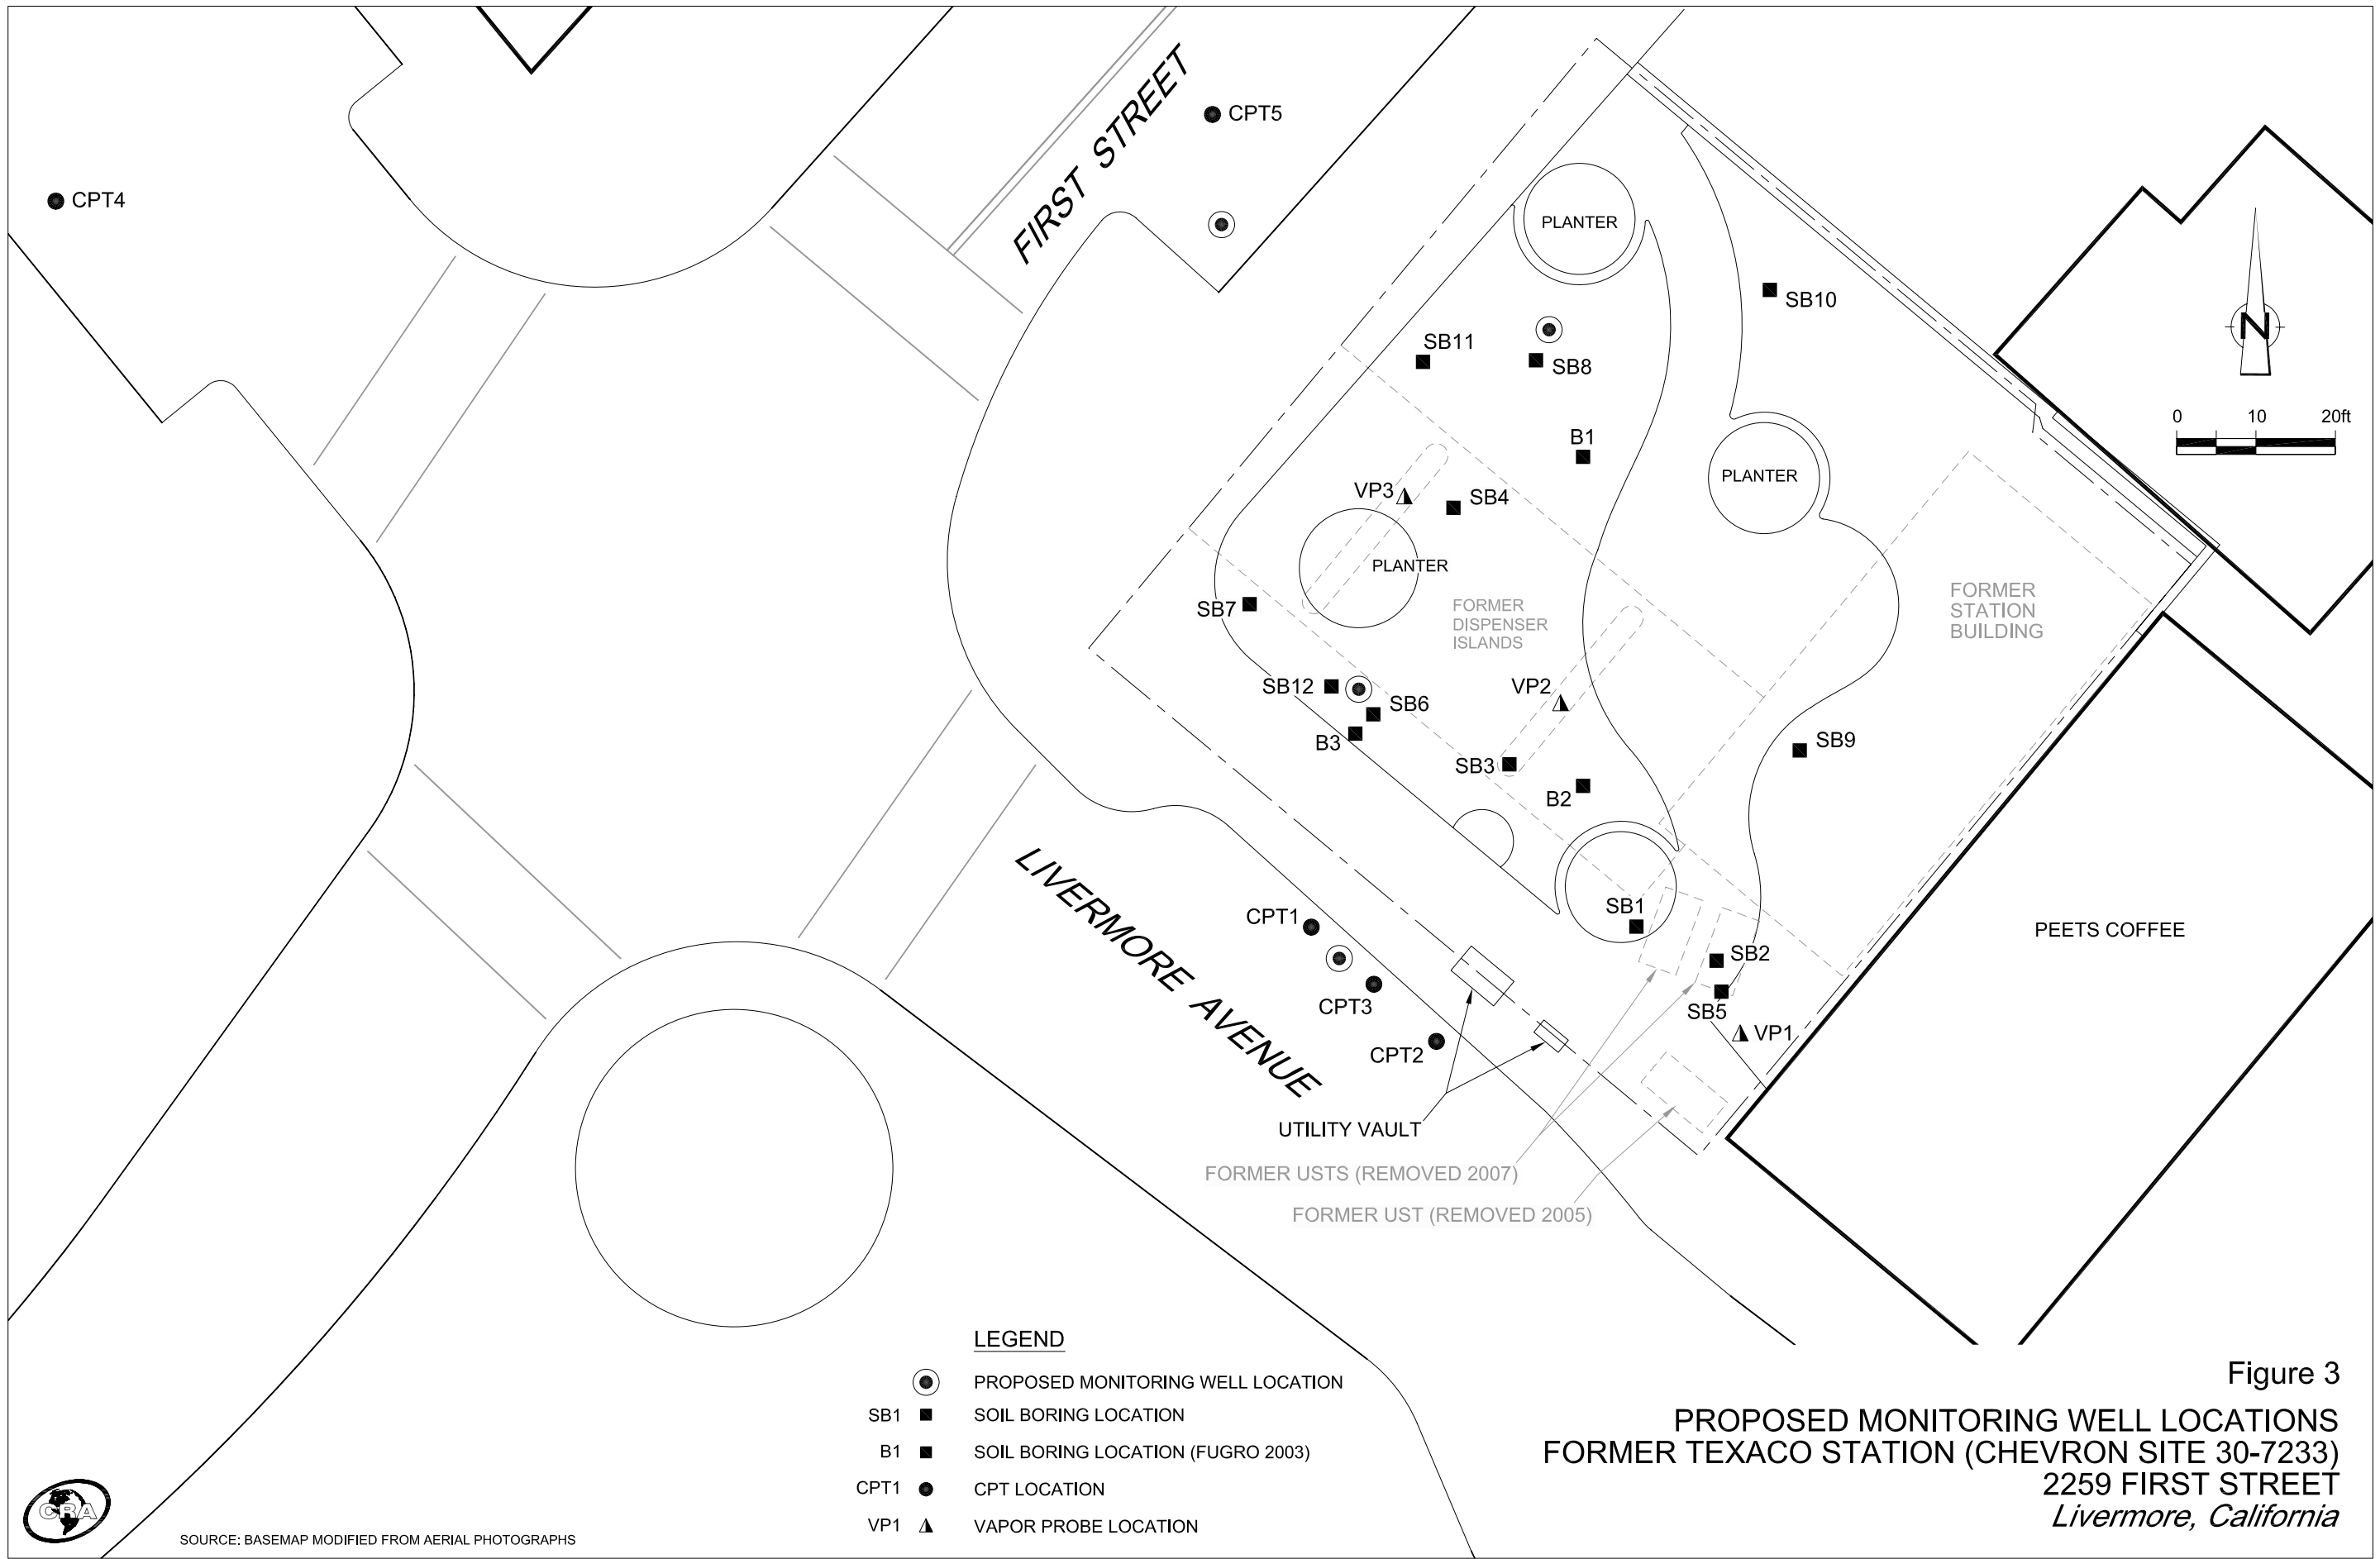 CPT5
CPT4
FIRST STREET
PLANTER
SB10
N
SB11
SB8
0 10 20ft
B1
VP3
SB4
PLANTER
PLANTER
FORMER
DISPENSER
ISLANDS
FORMER
STATION
BUILDING
SB7
SB12
SB6
VP2
B3
SB9
SB3
B2
LIVERMORE AVENUE
CPT1
SB1
PEETS COFFEE
SB2
CPT3
SB5
VP1
CPT2
UTILITY VAULT
FORMER USTS (REMOVED 2007)
FORMER UST (REMOVED 2005)
LEGEND
PROPOSED MONITORING WELL LOCATION
SB1 SOIL BORING LOCATION
B1 SOIL BORING LOCATION (FUGRO 2003)
CPT1 CPT LOCATION
VP1 VAPOR PROBE LOCATION
CRA
SOURCE: BASEMAP MODIFIED FROM AERIAL PHOTOGRAPHS
Figure 3
PROPOSED MONITORING WELL LOCATIONS
FORMER TEXACO STATION (CHEVRON SITE 30-7233)
2259 FIRST STREET
Livermore, California